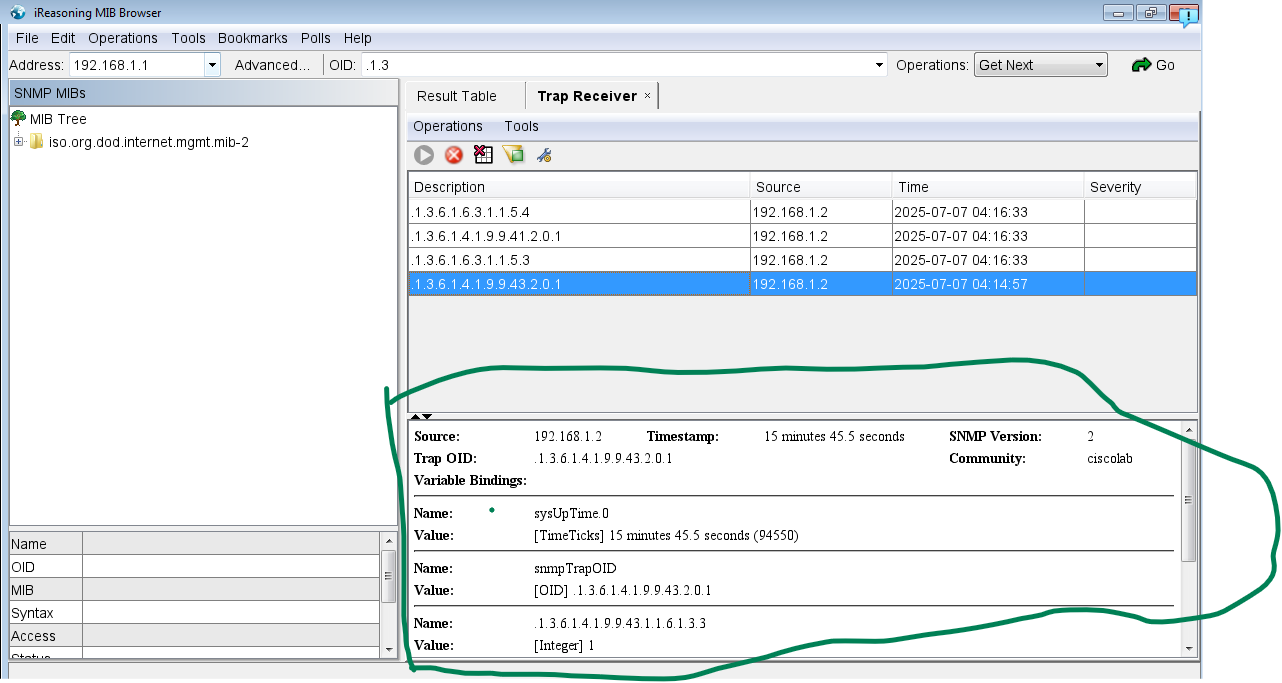 iReasoning MIB Browser
File Edit Operations Tools Bookmarks Polls Help
Address: 192.168.1.1 Advanced... OID: .1.3 Operations: Get Next Go
SNMP MIBs
MIB Tree
iso.org.dod.internet.mgmt.mib-2
Name
OID
MIB
Syntax
Access
Status
Result Table Trap Receiver ×
Operations Tools
Description Source Time Severity
.1.3.6.1.6.3.1.1.5.4 192.168.1.2 2025-07-07 04:16:33
.1.3.6.1.4.1.9.9.41.2.0.1 192.168.1.2 2025-07-07 04:16:33
.1.3.6.1.6.3.1.1.5.3 192.168.1.2 2025-07-07 04:16:33
.1.3.6.1.4.1.9.9.43.2.0.1 192.168.1.2 2025-07-07 04:14:57
Source: 192.168.1.2 Timestamp: 15 minutes 45.5 seconds SNMP Version: 2
Trap OID: .1.3.6.1.4.1.9.9.43.2.0.1 Community: ciscolab
Variable Bindings:
Name: sysUpTime.0
Value: [TimeTicks] 15 minutes 45.5 seconds (94550)
Name: snmpTrapOID
Value: [OID] .1.3.6.1.4.1.9.9.43.2.0.1
Name: .1.3.6.1.4.1.9.9.43.1.1.6.1.3.3
Value: [Integer] 1